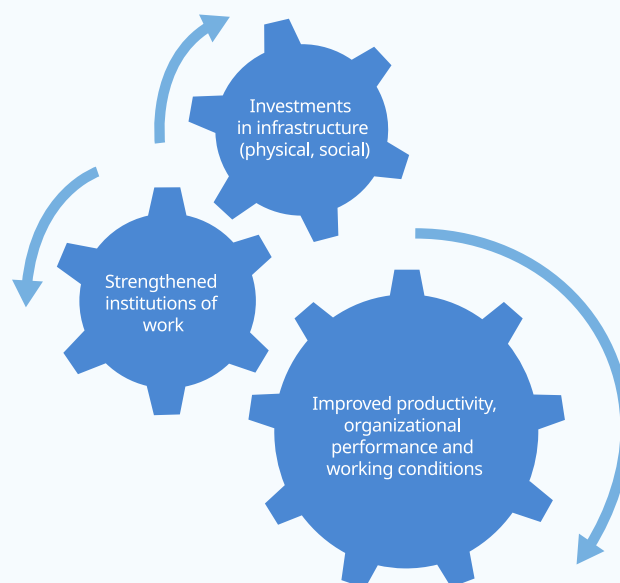 Investments
in infrastructure
(physical, social)
Strengthened
institutions of
work
Improved productivity,
organizational
performance and
working conditions